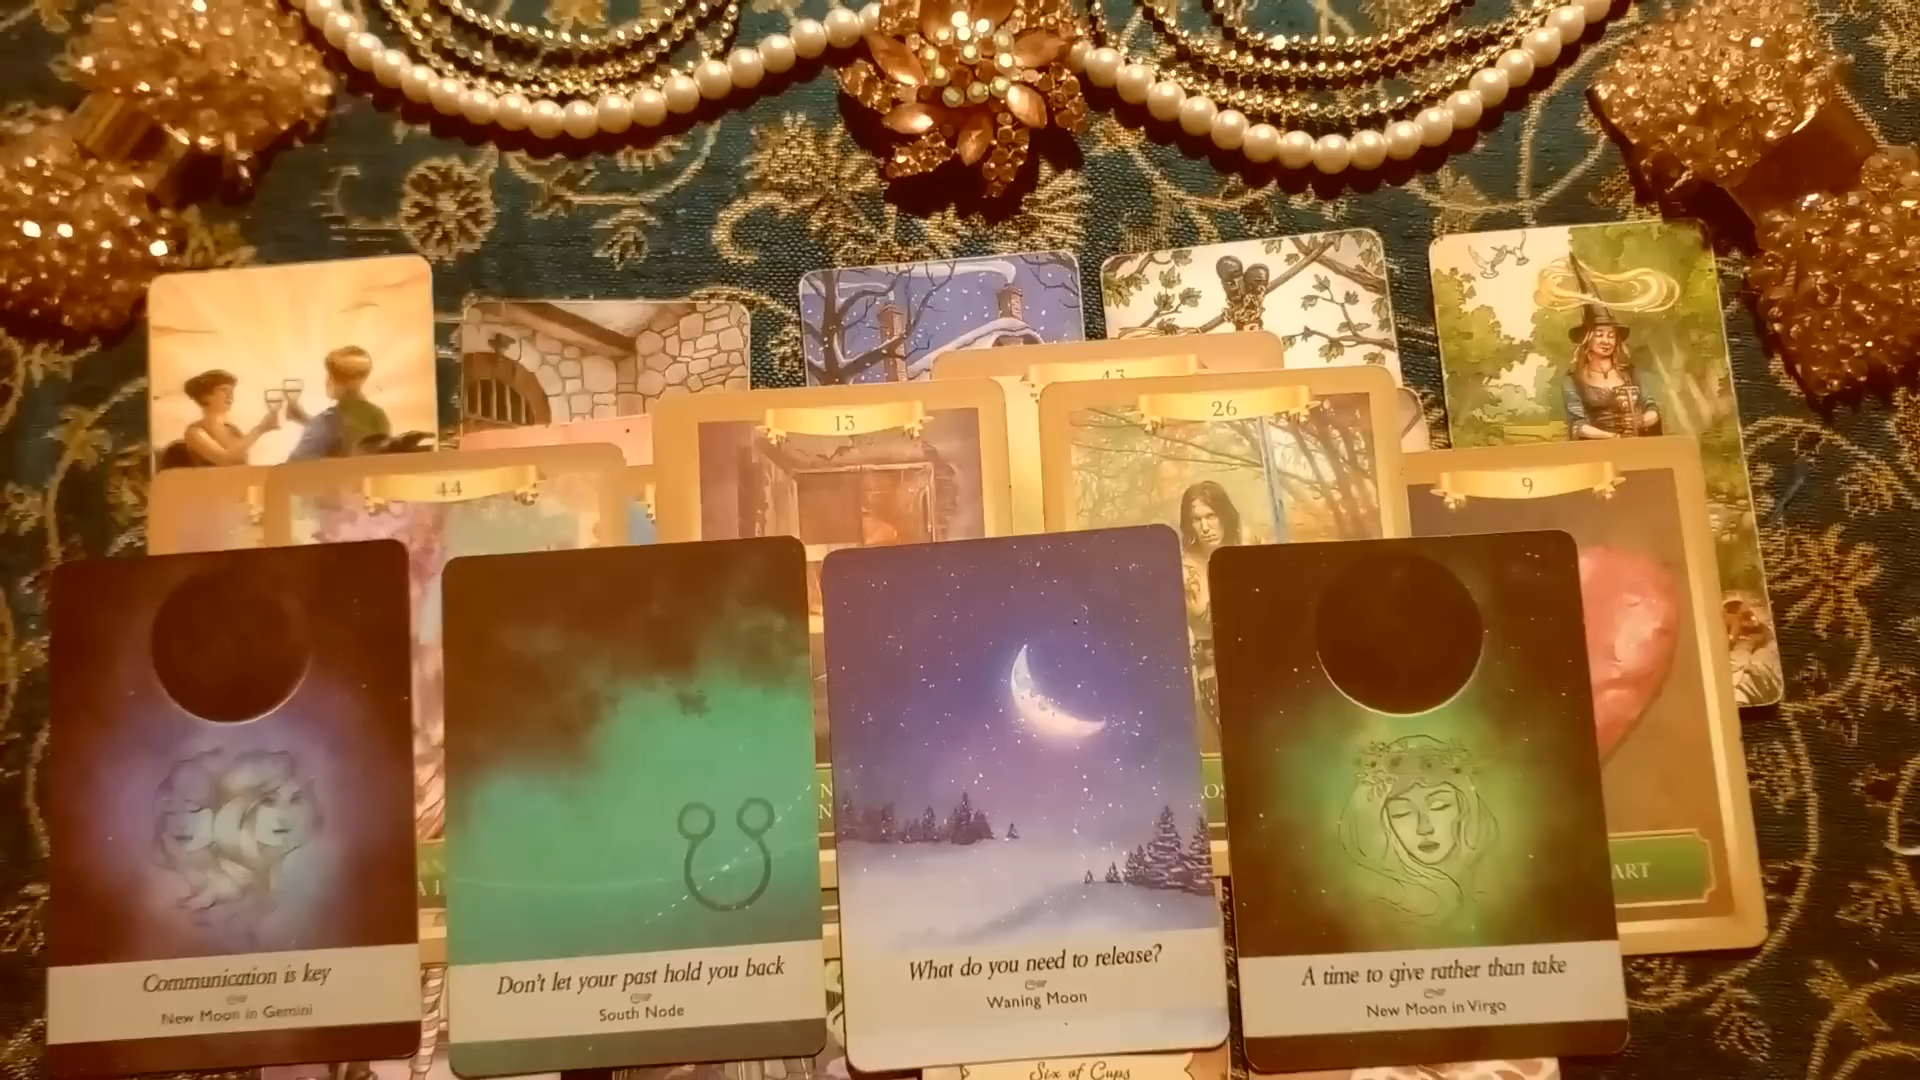 43
13
26
44
9
ART
Communication is key
New Moon in Gemini
Don't let your past hold you back
South Node
What do you need to release?
Waning Moon
A time to give rather than take
New Moon in Virgo
Six of Cups